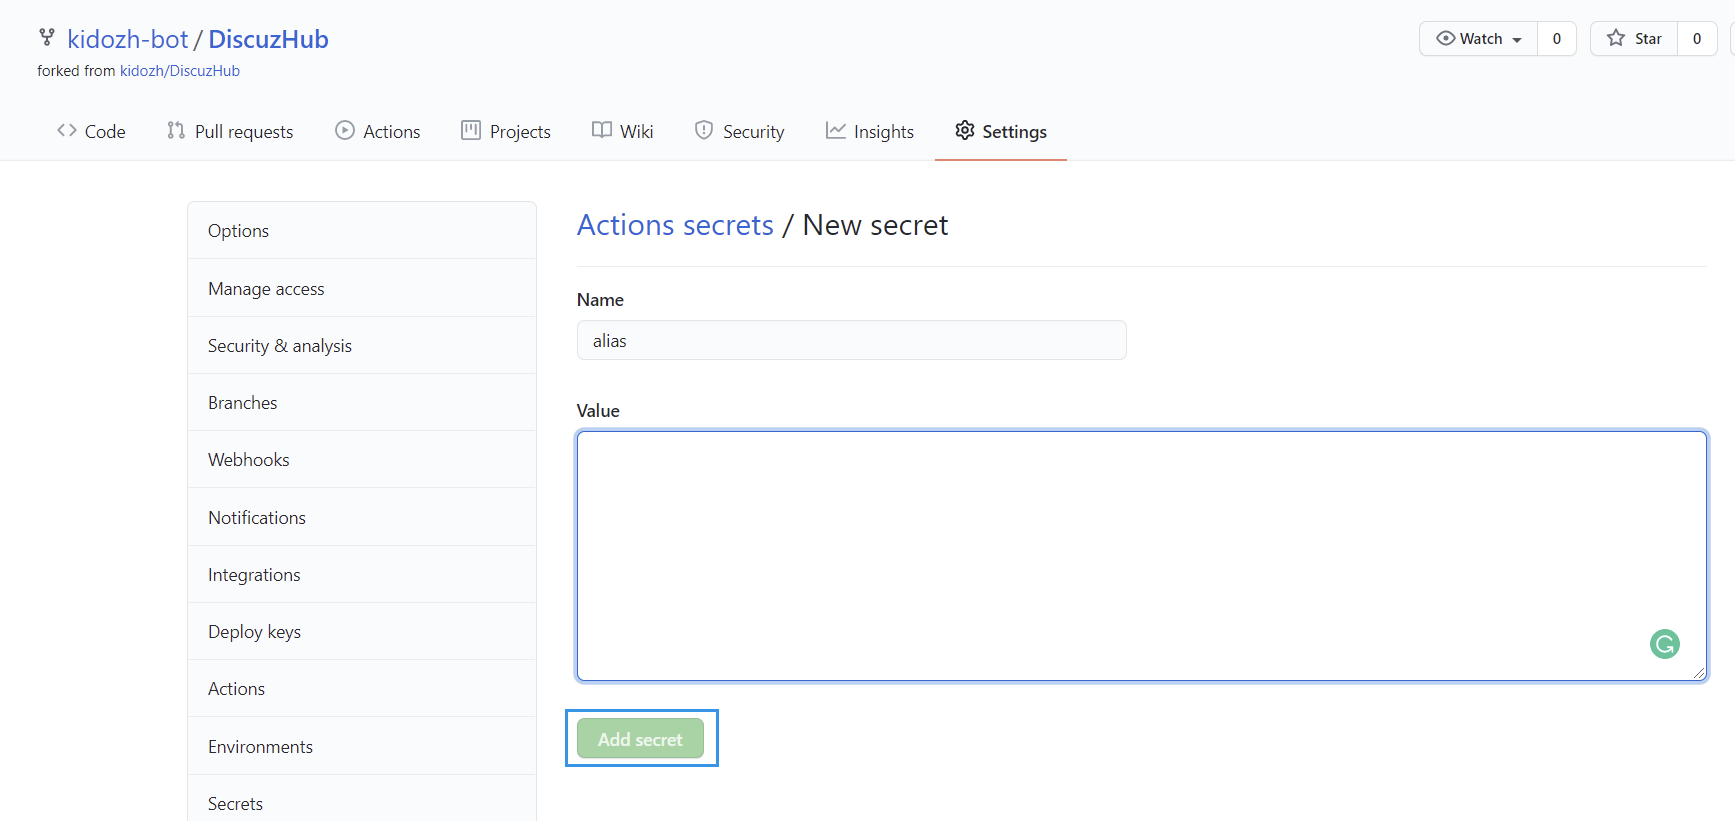 kidozh-bot / DiscuzHub
Watch 0 Star 0
forked from kidozh/DiscuzHub
Code Pull requests Actions Projects Wiki Security Insights Settings
Options
Manage access
Security & analysis
Branches
Webhooks
Notifications
Integrations
Deploy keys
Actions
Environments
Secrets
Actions secrets / New secret
Name
alias
Value
Add secret